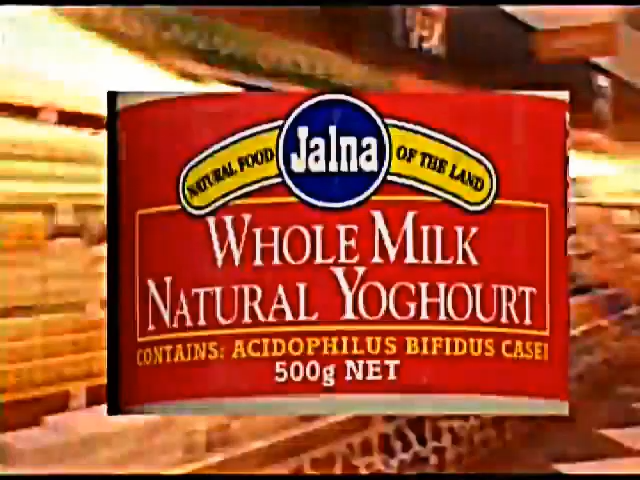 Jalna
NATURAL FOOD OF THE LAND
WHOLE MILK
NATURAL YOGHOURT
CONTAINS: ACIDOPHILUS BIFIDUS CASEI
500g NET